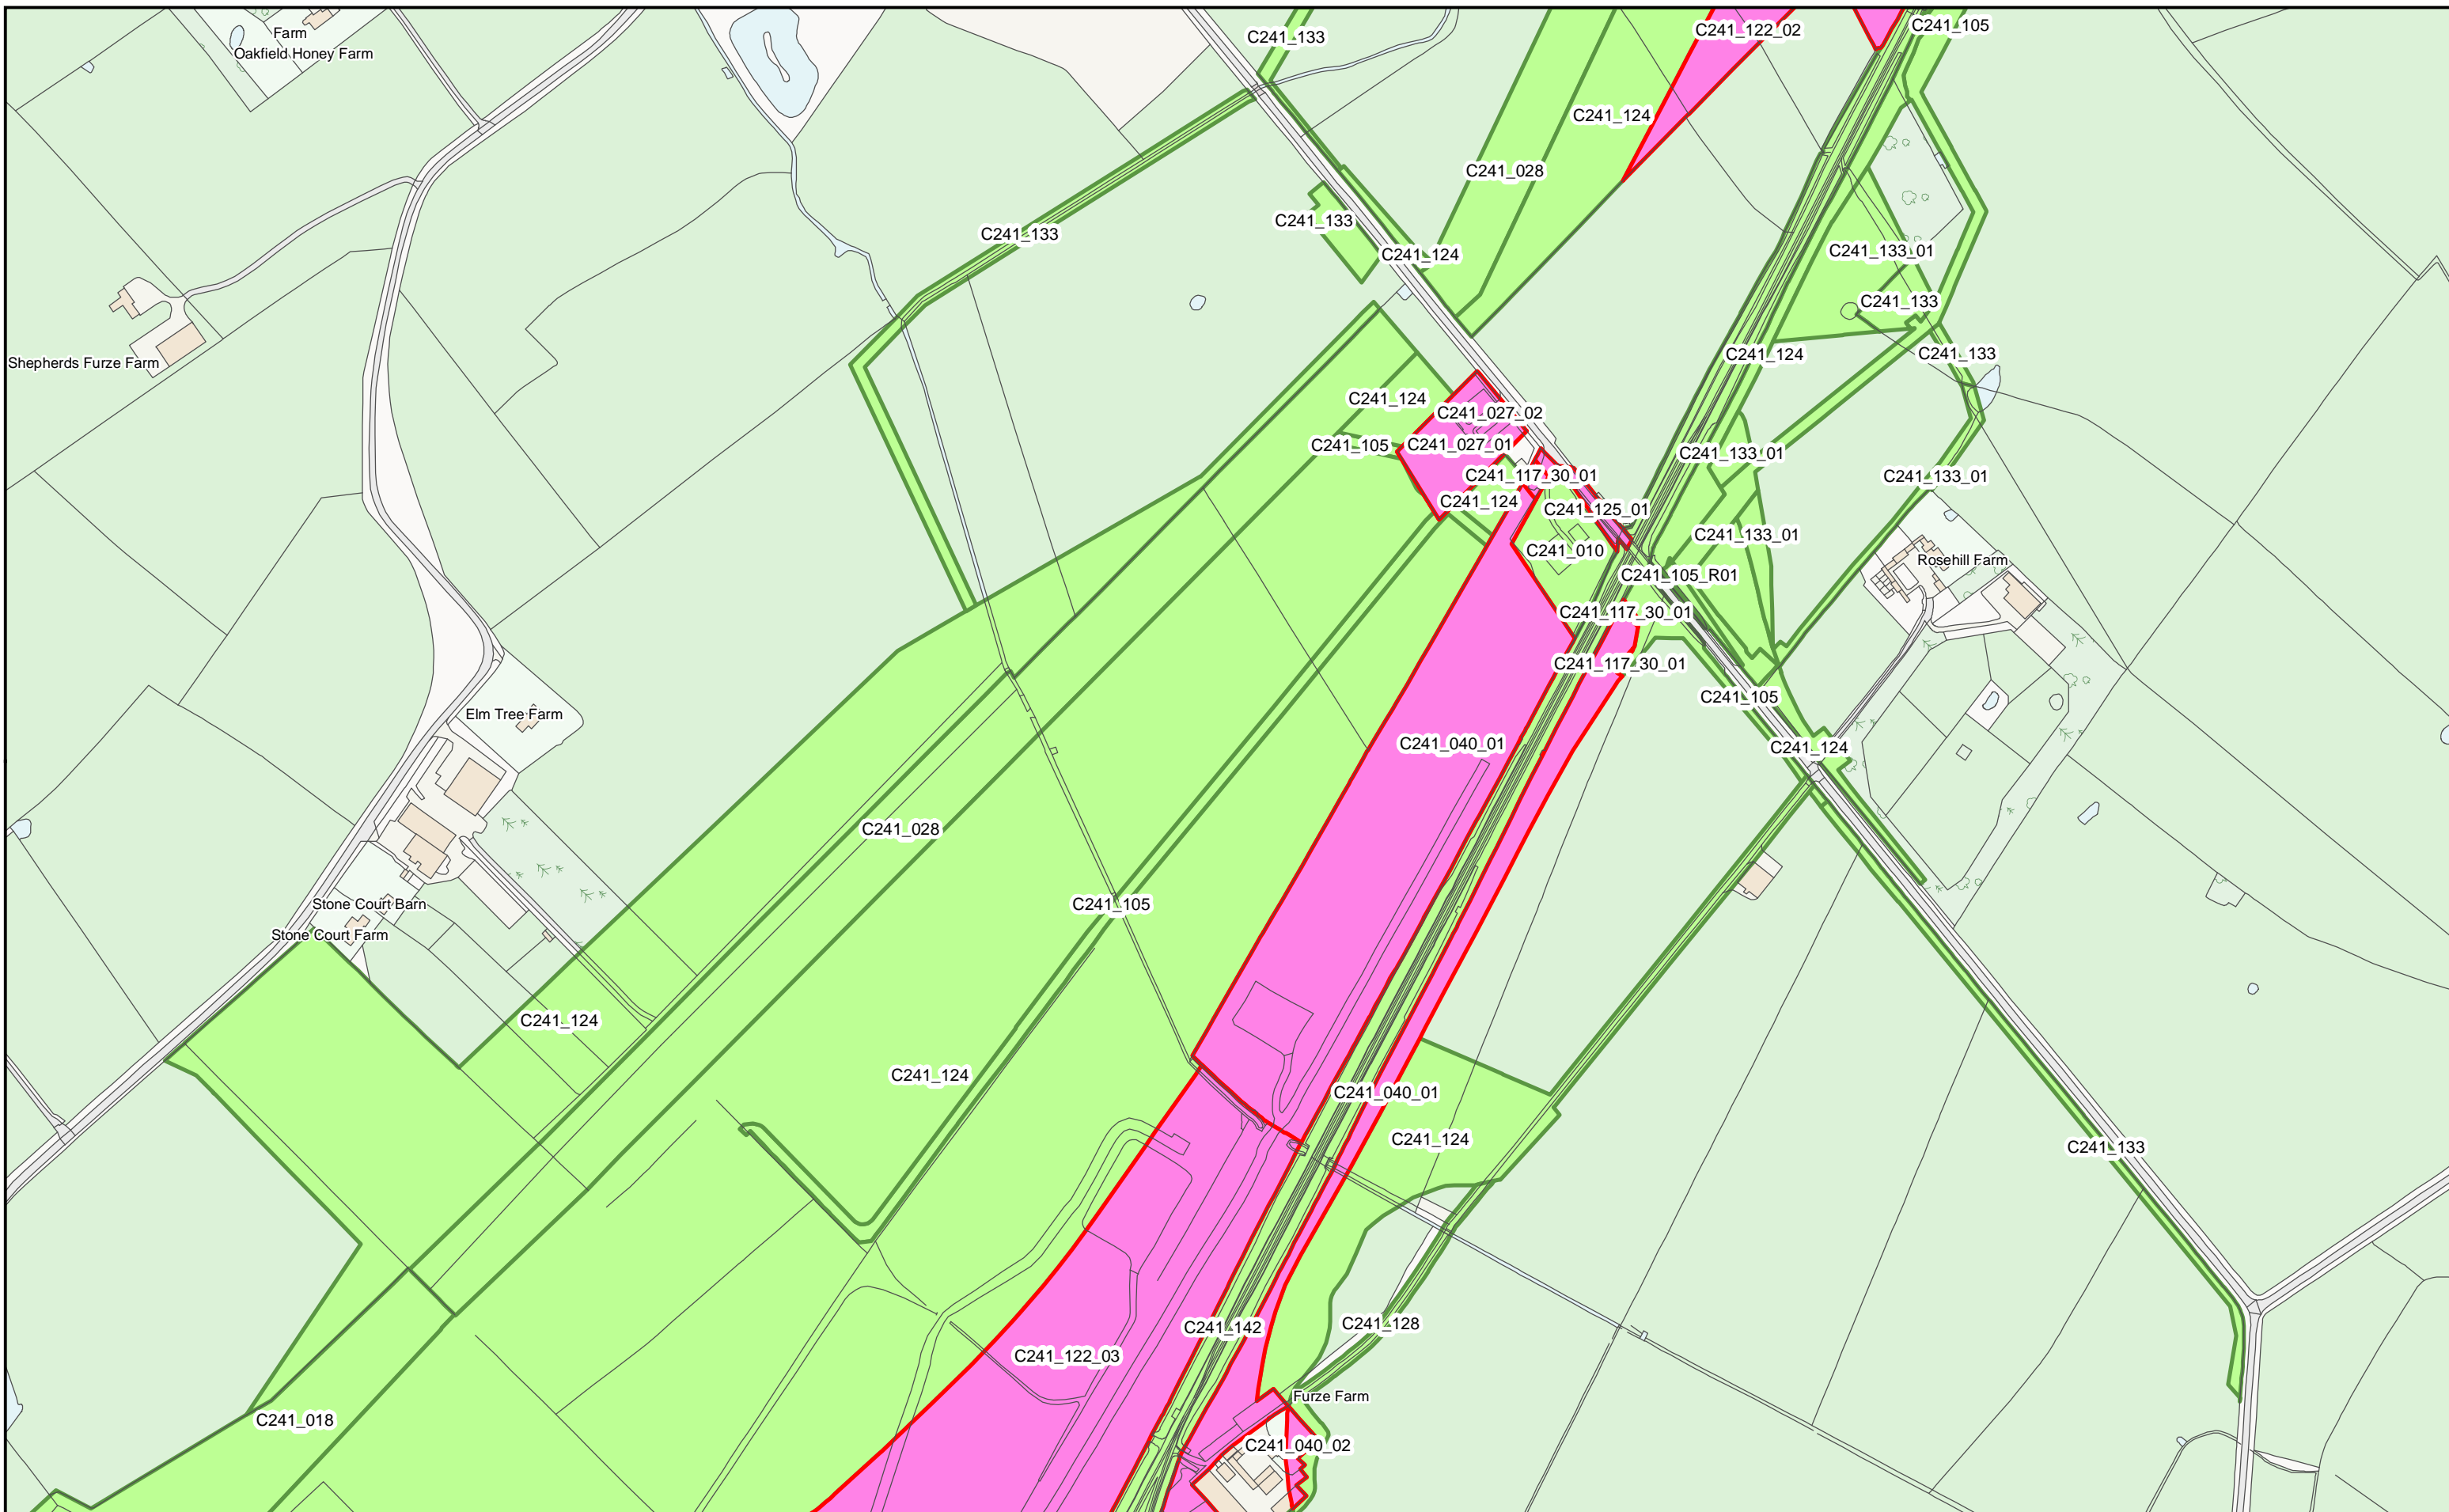 C241_105
Farm
C241_122_02
C241_133
Oakfield Honey Farm
C241_124
C241_028
C241_133
C241_133
C241_133_01
C241_124
C241_133
C241_124
C241_133
Shepherds Furze Farm
C241_124
C241_027_02
C241_105
C241_027_01
C241_133_01
C241_117_30_01
C241_133_01
C241_124
C241_125_01
C241_133_01
C241_010
Rosehill Farm
C241_105_R01
C241_117_30_01
C241_117_30_01
C241_105
Elm Tree Farm
C241_040_01
C241_124
C241_028
Stone Court Barn
C241_105
Stone Court Farm
C241_124
C241_124
C241_040_01
C241_124
C241_133
C241_128
C241_142
C241_122_03
Furze Farm
C241_018
C241_040_02